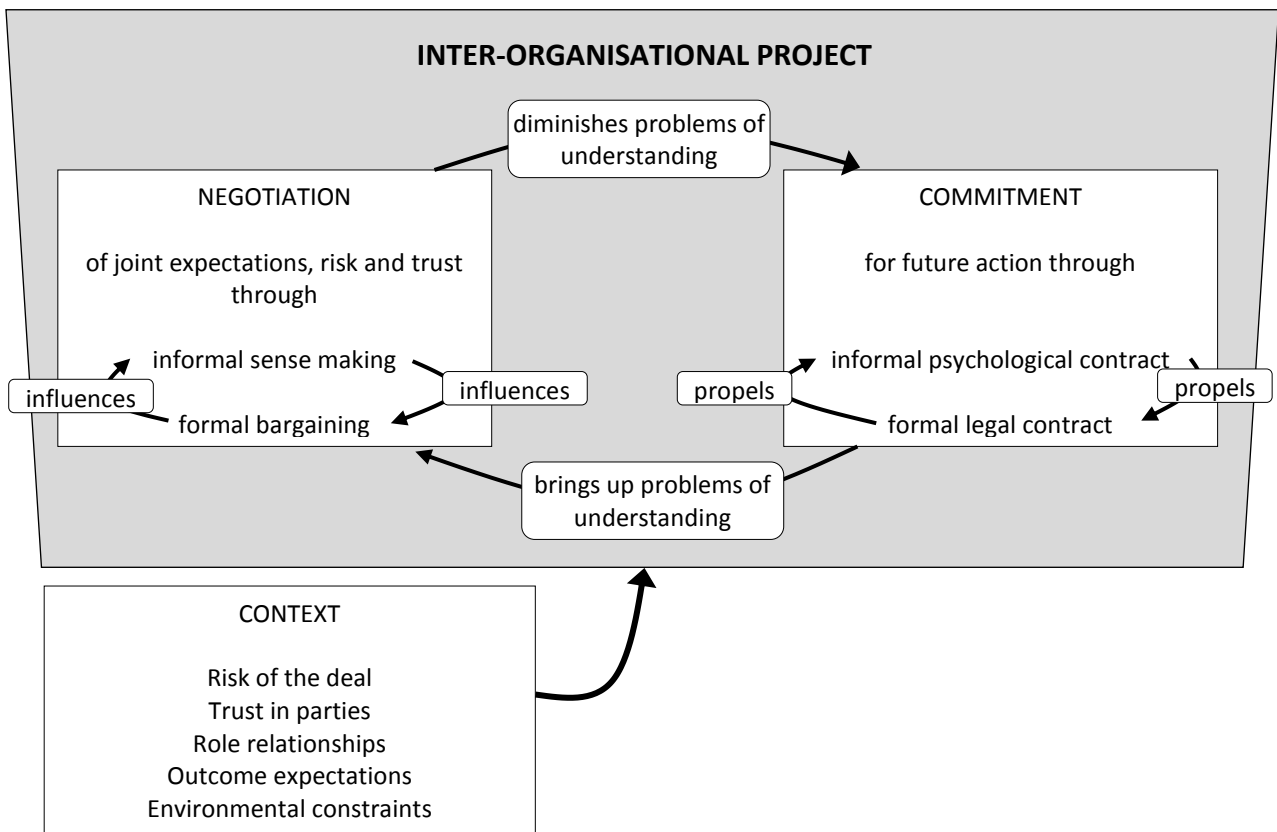 INTER-ORGANISATIONAL PROJECT
diminishes problems of
understanding
NEGOTIATION
of joint expectations, risk and trust
through
informal sense making
influences
influences
formal bargaining
COMMITMENT
for future action through
informal psychological contract
propels
propels
formal legal contract
brings up problems of
understanding
CONTEXT
Risk of the deal
Trust in parties
Role relationships
Outcome expectations
Environmental constraints